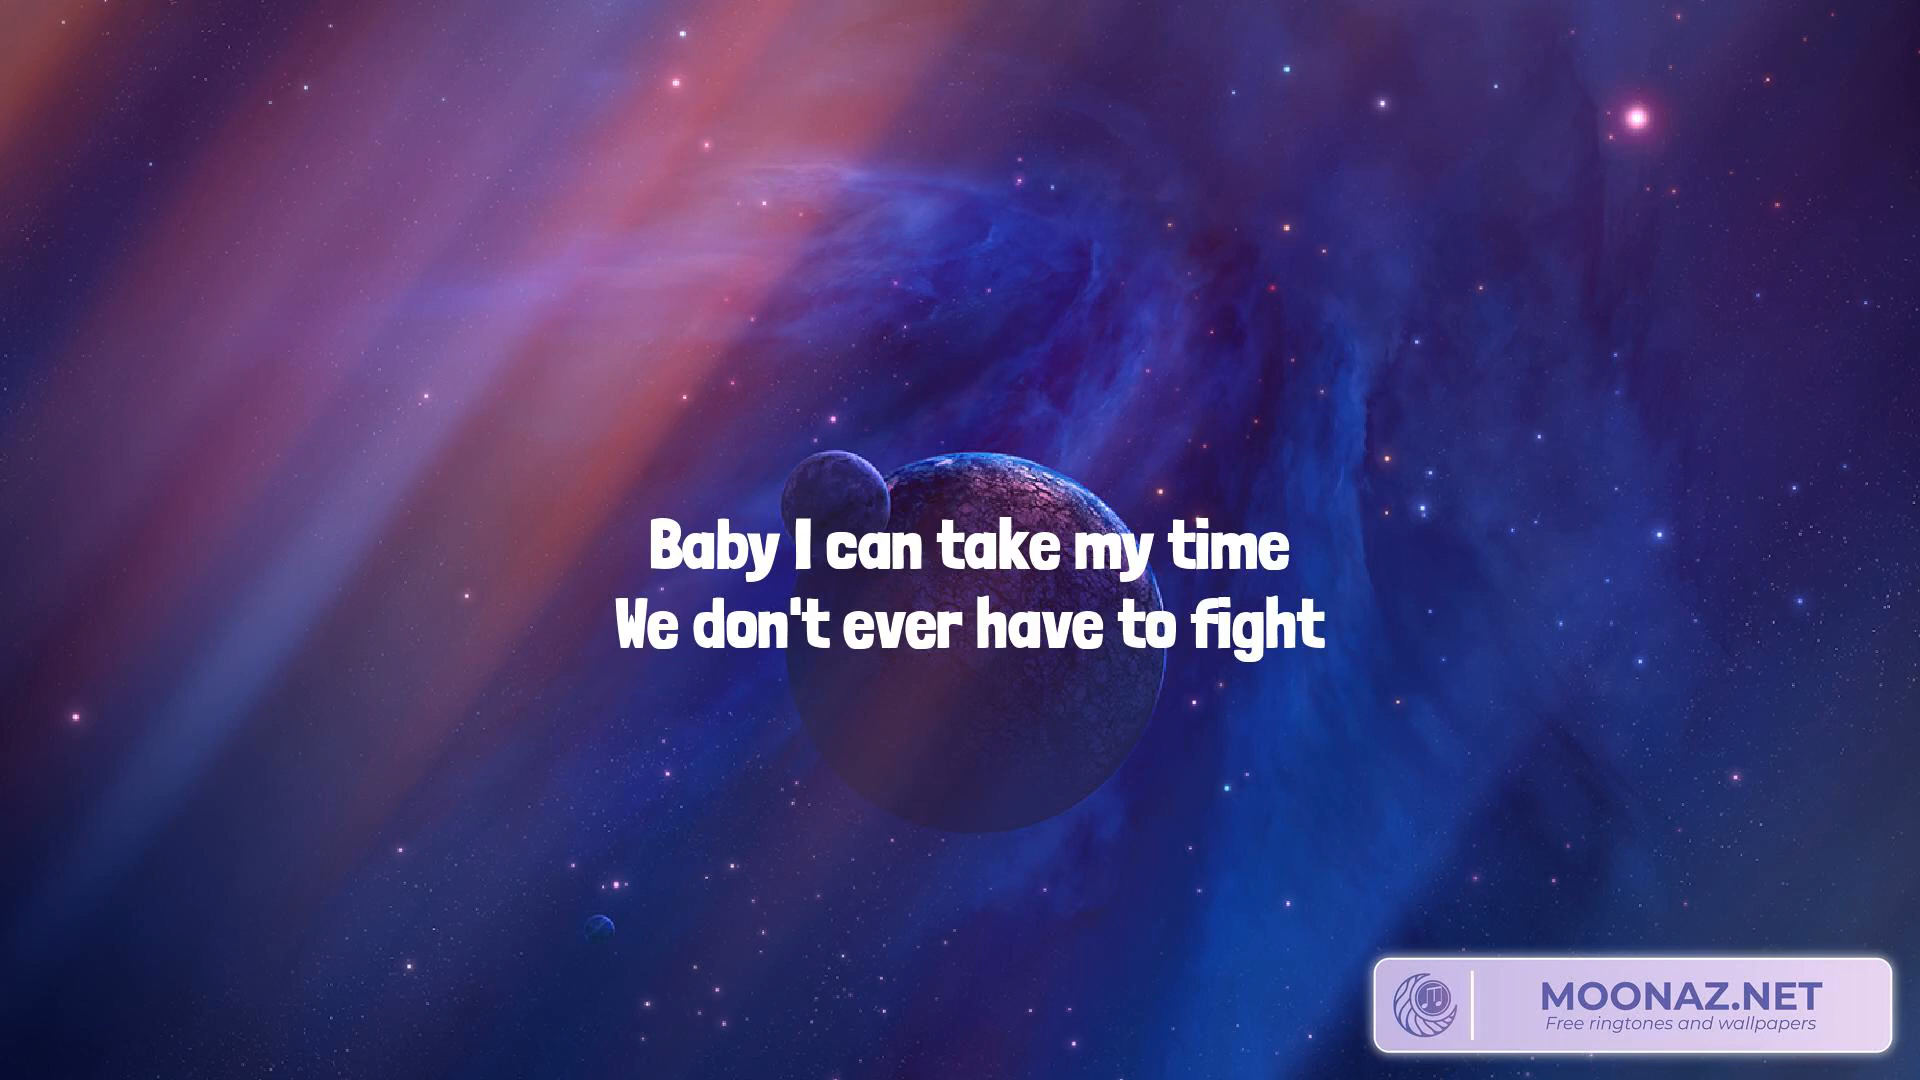 Baby I can take my time
We don't ever have to fight
MOONAZ.NET
Free ringtones and wallpapers